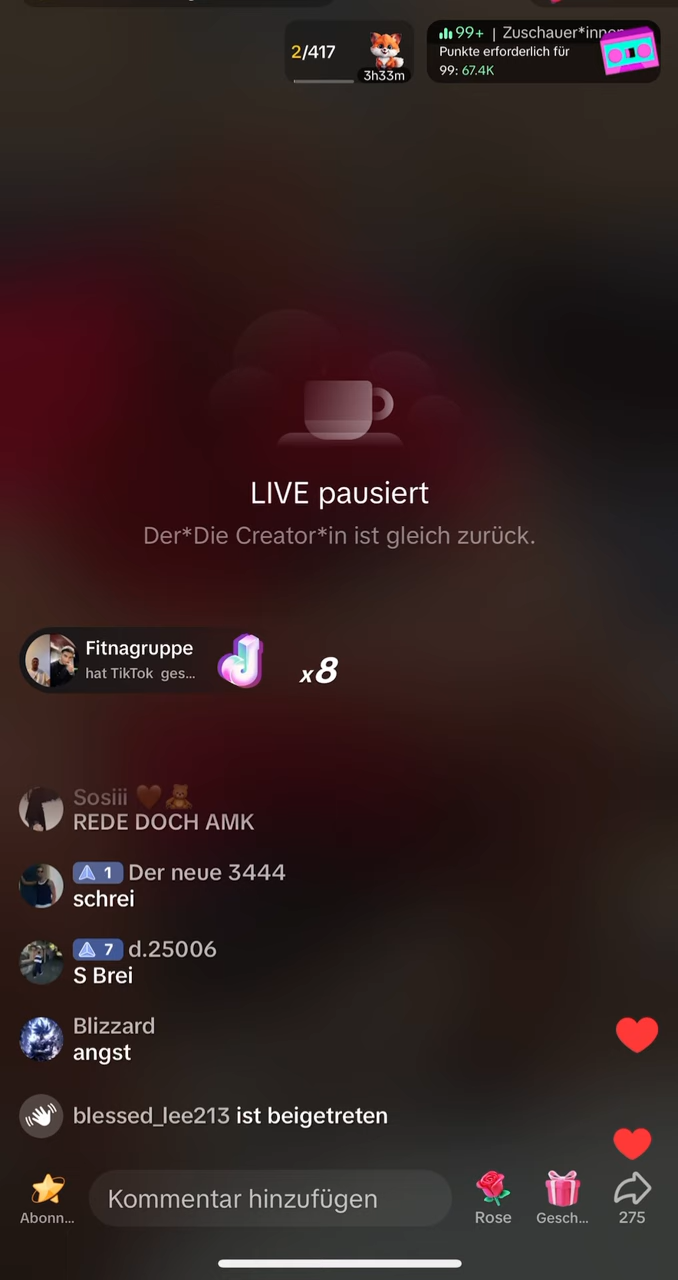 2/417
3h33m
99+ | Zuschauer*innen
Punkte erforderlich für
99: 67.4K
LIVE pausiert
Der*Die Creator*in ist gleich zurück.
Fitnagruppe
hat TikTok ges...
x8
Sosiii 🧡🧸
REDE DOCH AMK
1 Der neue 3444
schrei
7 d.25006
S Brei
Blizzard
angst
blessed_lee213 ist beigetreten
Abonn...
Kommentar hinzufügen
Rose
Gesch...
275